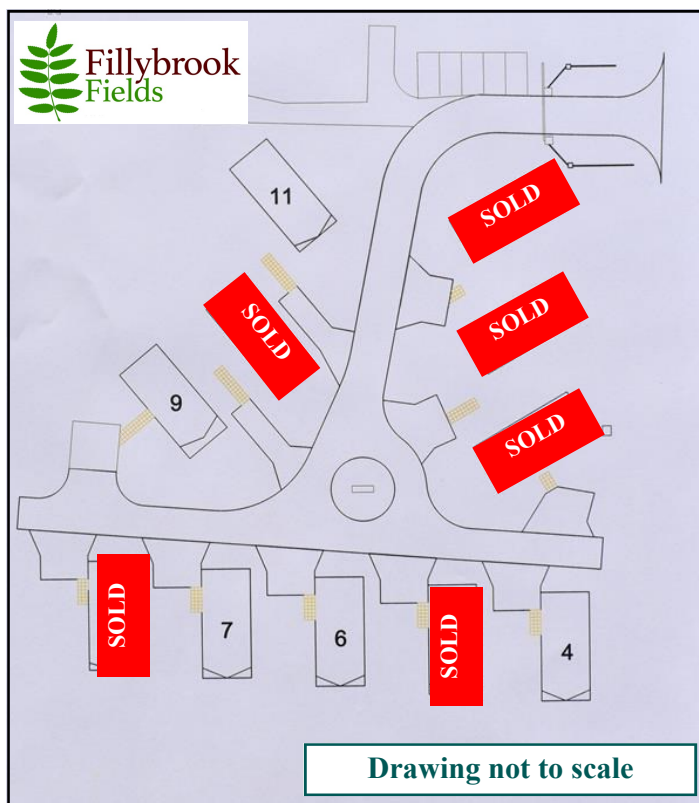 Fillybrook
Fields
11
SOLD
SOLD
SOLD
9
SOLD
SOLD
7
6
SOLD
4
Drawing not to scale